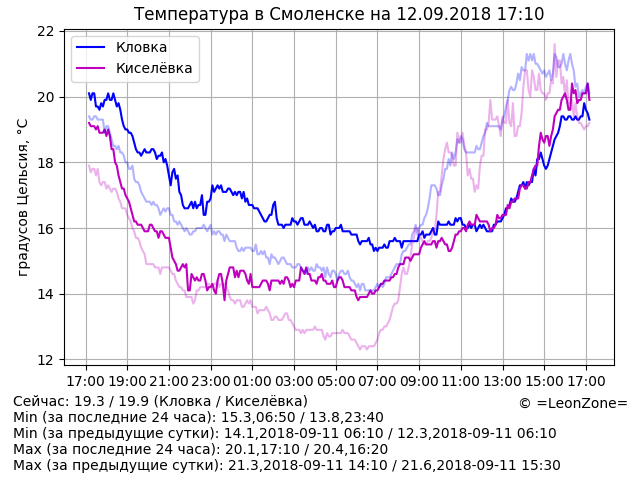 Температура в Смоленске на 12.09.2018 17:10
Кловка
Киселёвка
градусов Цельсия, °C
22
20
18
16
14
12
17:00 19:00 21:00 23:00 01:00 03:00 05:00 07:00 09:00 11:00 13:00 15:00 17:00
Сейчас: 19.3 / 19.9 (Кловка / Киселёвка)
© =LeonZone=
Min (за последние 24 часа): 15.3,06:50 / 13.8,23:40
Min (за предыдущие сутки): 14.1,2018-09-11 06:10 / 12.3,2018-09-11 06:10
Max (за последние 24 часа): 20.1,17:10 / 20.4,16:20
Max (за предыдущие сутки): 21.3,2018-09-11 14:10 / 21.6,2018-09-11 15:30